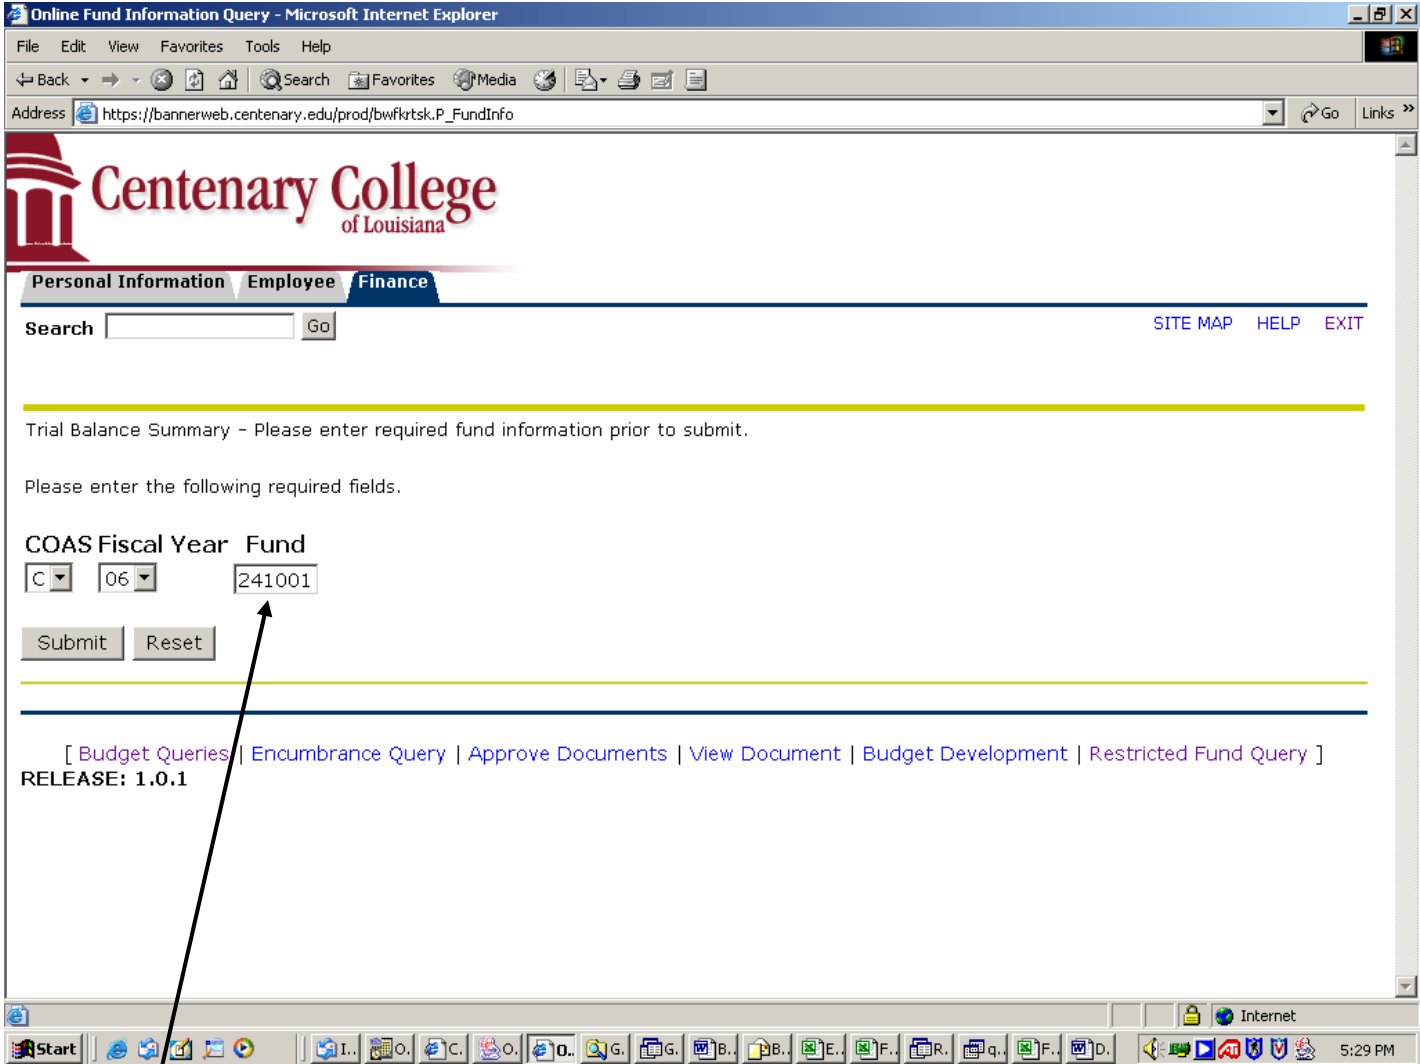 Online Fund Information Query - Microsoft Internet Explorer
File Edit View Favorites Tools Help
Back Search Favorites Media
Address https://bannerweb.centenary.edu/prod/bwfkrtsk.P_FundInfo Go Links »
Centenary College
of Louisiana
Personal Information Employee Finance
Search Go SITE MAP HELP EXIT
Trial Balance Summary - Please enter required fund information prior to submit.
Please enter the following required fields.
COAS Fiscal Year Fund
C 06 241001
Submit Reset
[ Budget Queries | Encumbrance Query | Approve Documents | View Document | Budget Development | Restricted Fund Query ]
RELEASE: 1.0.1
Internet
Start I.. O.. C.. O.. O.. G.. G.. B.. B.. E.. F.. R.. q.. F.. D.. 5:29 PM